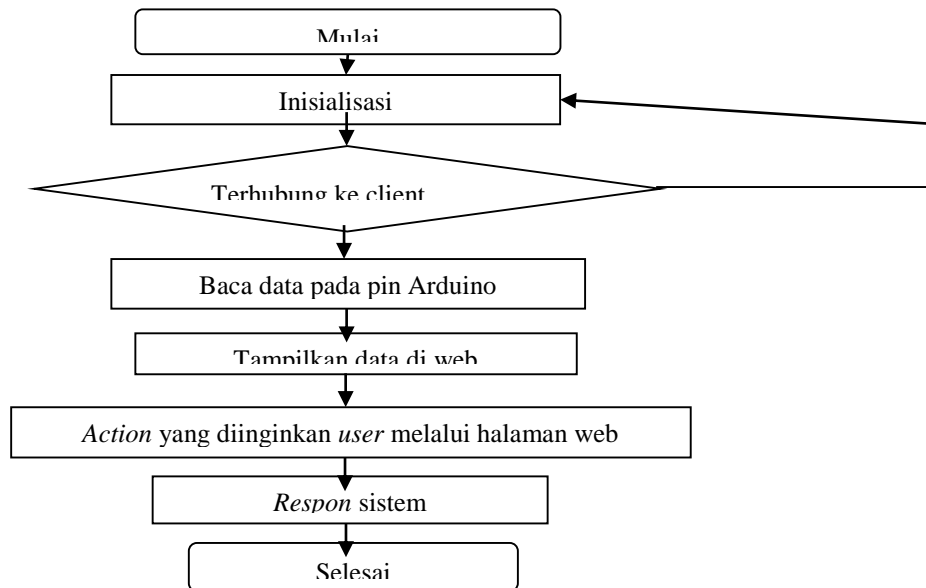 Mulai
Inisialisasi
Terhubung ke client
Baca data pada pin Arduino
Tampilkan data di web
Action yang diinginkan user melalui halaman web
Respon sistem
Selesai